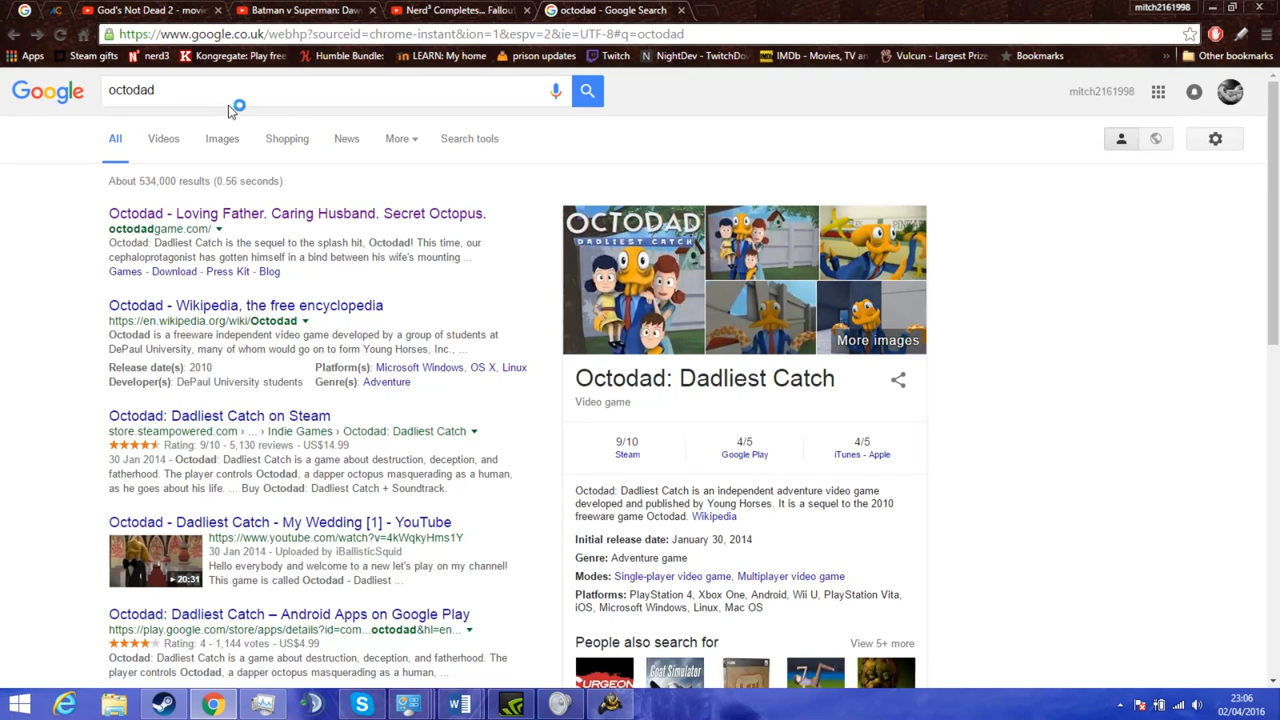 God's Not Dead 2 - movi
Batman v Superman: Daw
Nerd³ Completes... Fallou
octodad - Google Search
mitch2161998
https://www.google.co.uk/webhp?sourceid=chrome-instant&ion=1&espv=2&ie=UTF-8#q=octodad
Apps
Steam gifts
nerd3
Kongregate: Play free
Humble Bundle:
LEARN: My home
prison updates
Twitch
NightDev - TwitchDow
IMDb - Movies, TV an
Vulcun - Largest Prize
Other bookmarks
Google
octodad
mitch2161998
All Videos Images Shopping News More Search tools
About 534,000 results (0.56 seconds)
Octodad - Loving Father. Caring Husband. Secret Octopus.
octodadgame.com/
Octodad: Dadliest Catch is the sequel to the splash hit, Octodad! This time, our
cephaloprotagonist has gotten himself in a bind between his wife's mounting ...
Games - Download - Press Kit - Blog
Octodad - Wikipedia, the free encyclopedia
https://en.wikipedia.org/wiki/Octodad
Octodad is a freeware independent video game developed by a group of students at
DePaul University, many of whom would go on to form Young Horses, Inc., ...
Release date(s): 2010 Platform(s): Microsoft Windows, OS X, Linux
Developer(s): DePaul University students Genre(s): Adventure
Octodad: Dadliest Catch on Steam
store.steampowered.com › ... › Indie Games › Octodad: Dadliest Catch
Rating: 9/10 - 5,130 reviews - US$14.99
30 Jan 2014 - Octodad: Dadliest Catch is a game about destruction, deception, and
fatherhood. The player controls Octodad, a dapper octopus masquerading as a human,
as he goes about his life. ... Buy Octodad: Dadliest Catch + Soundtrack.
Octodad - Dadliest Catch - My Wedding [1] - YouTube
https://www.youtube.com/watch?v=4kWqkyHms1Y
30 Jan 2014 - Uploaded by iBallisticSquid
Hello everybody and welcome to a new let's play on my channel!
This game is called Octodad - Dadliest ...
20:31
Octodad: Dadliest Catch – Android Apps on Google Play
https://play.google.com/store/apps/details?id=com...octodad&hl=en...
Rating: 4 - 1,144 votes - US$4.99
Octodad: Dadliest Catch is a game about destruction, deception, and fatherhood. The
player controls Octodad, a dapper octopus masquerading as a human, ...
OCTODAD
DADLIEST CATCH
More images
Octodad: Dadliest Catch
Video game
9/10 4/5 4/5
Steam Google Play iTunes - Apple
Octodad: Dadliest Catch is an independent adventure video game
developed and published by Young Horses. It is a sequel to the 2010
freeware game Octodad. Wikipedia
Initial release date: January 30, 2014
Genre: Adventure game
Modes: Single-player video game, Multiplayer video game
Platforms: PlayStation 4, Xbox One, Android, Wii U, PlayStation Vita,
iOS, Microsoft Windows, Linux, Mac OS
People also search for View 5+ more
23:06
02/04/2016